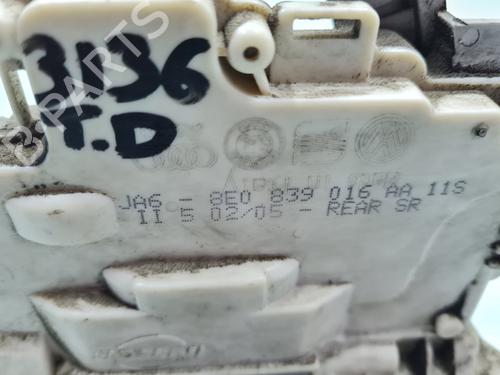 3136
T.D
B-PARTS
JA6 - 8E0 839 016 AA 11S
II 5 02/05 - REAR SR